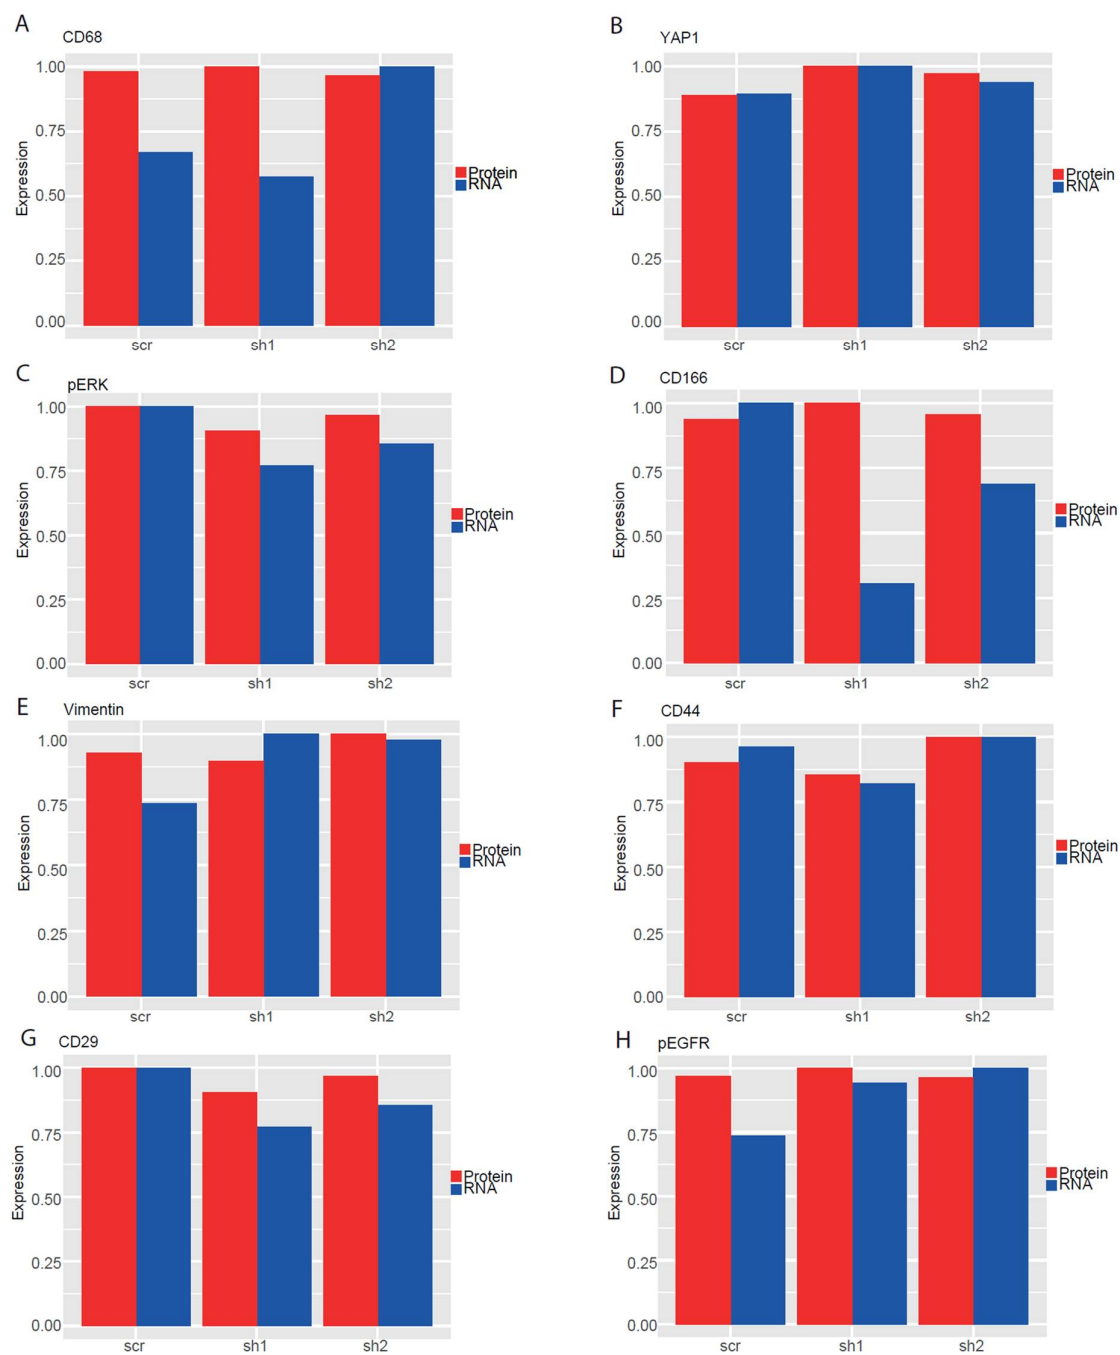 A
CD68
1.00
0.75
0.50
0.25
0.00
Expression
scr
sh1
sh2
Protein
RNA
B
YAP1
1.00
0.75
0.50
0.25
0.00
Expression
scr
sh1
sh2
Protein
RNA
C
pERK
1.00
0.75
0.50
0.25
0.00
Expression
scr
sh1
sh2
Protein
RNA
D
CD166
1.00
0.75
0.50
0.25
0.00
Expression
scr
sh1
sh2
Protein
RNA
E
Vimentin
1.00
0.75
0.50
0.25
0.00
Expression
scr
sh1
sh2
Protein
RNA
F
CD44
1.00
0.75
0.50
0.25
0.00
Expression
scr
sh1
sh2
Protein
RNA
G
CD29
1.00
0.75
0.50
0.25
0.00
Expression
scr
sh1
sh2
Protein
RNA
H
pEGFR
1.00
0.75
0.50
0.25
0.00
Expression
scr
sh1
sh2
Protein
RNA